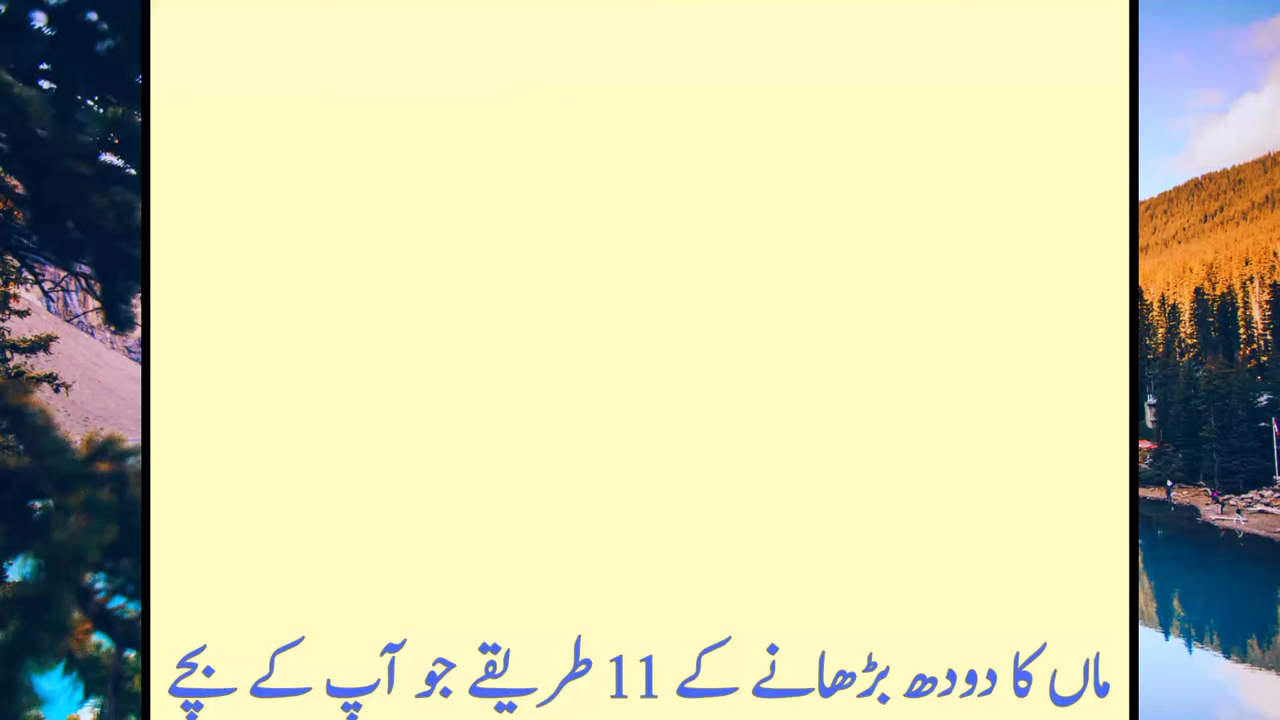 ماں کا دودھ بڑھانے کے 11 طریقے جو آپ کے بچے